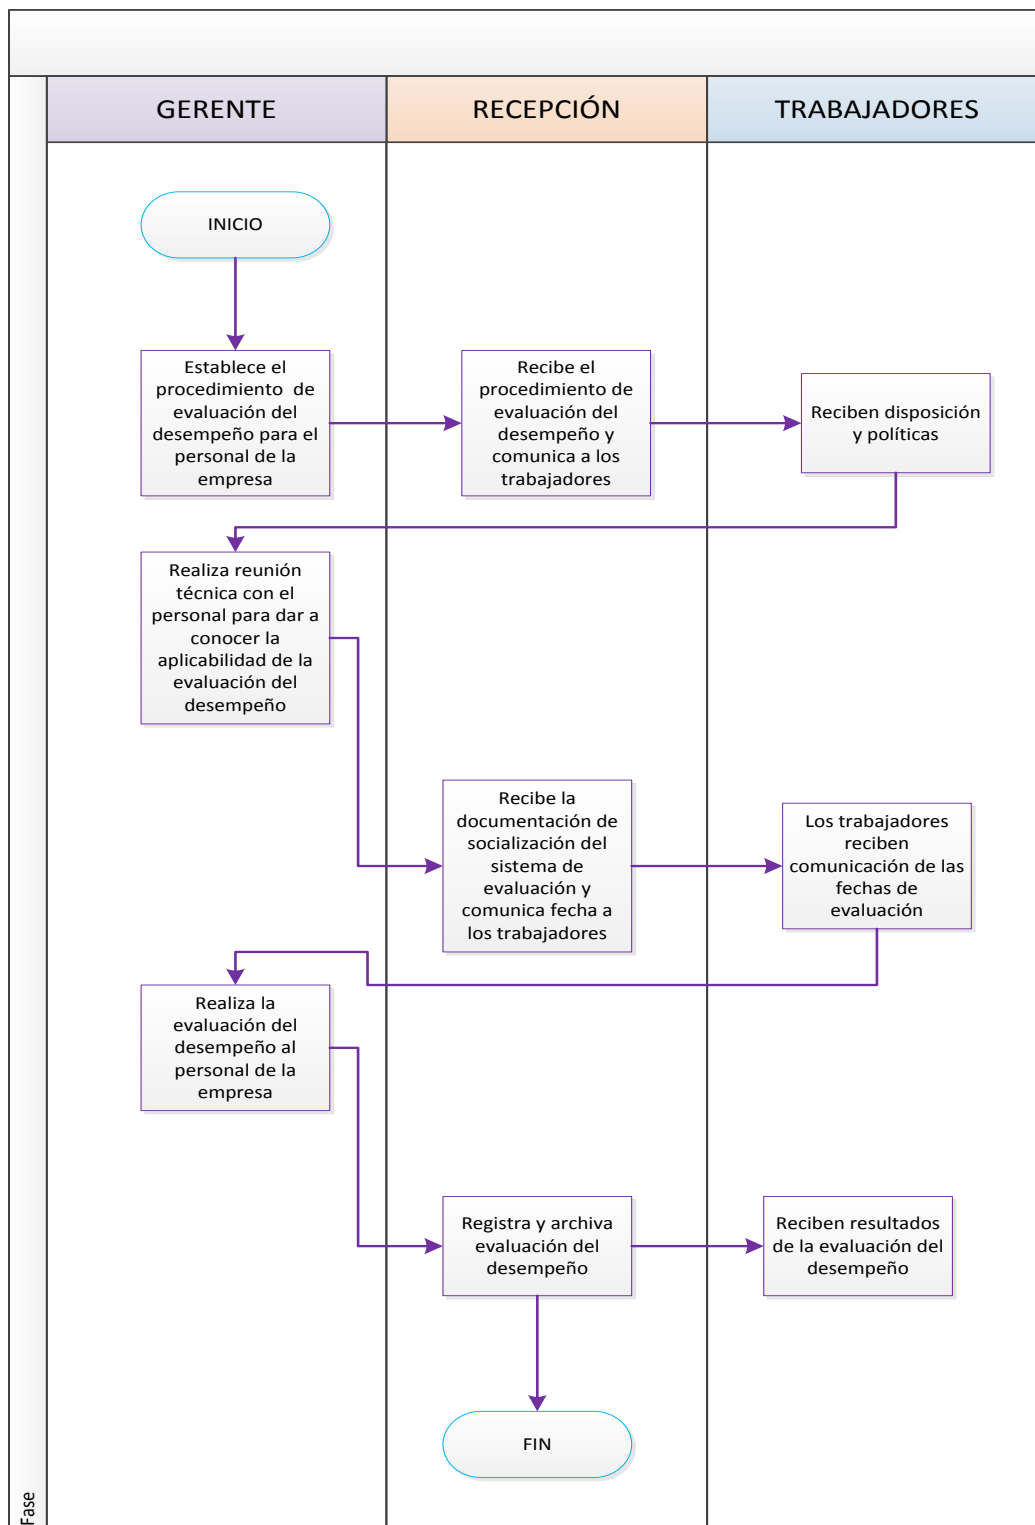 GERENTE
RECEPCIÓN
TRABAJADORES
INICIO
Establece el
procedimiento de
evaluación del
desempeño para el
personal de la
empresa
Recibe el
procedimiento de
evaluación del
desempeño y
comunica a los
trabajadores
Reciben disposición
y políticas
Realiza reunión
técnica con el
personal para dar a
conocer la
aplicabilidad de la
evaluación del
desempeño
Recibe la
documentación de
socialización del
sistema de
evaluación y
comunica fecha a
los trabajadores
Los trabajadores
reciben
comunicación de las
fechas de
evaluación
Realiza la
evaluación del
desempeño al
personal de la
empresa
Registra y archiva
evaluación del
desempeño
Reciben resultados
de la evaluación del
desempeño
FIN
Fase